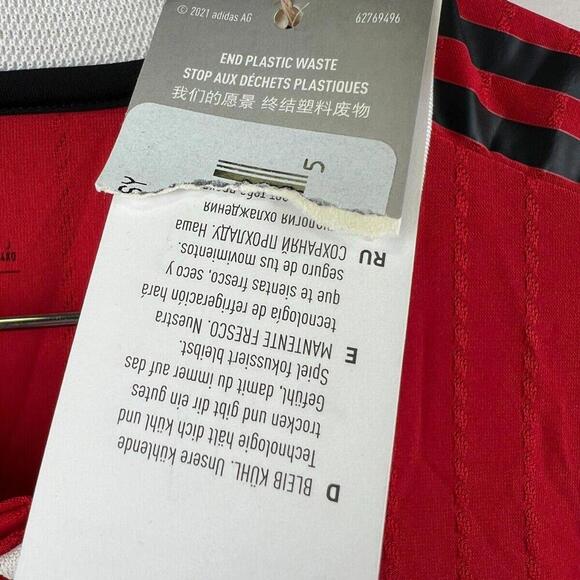 © 2021 adidas AG
62769496
END PLASTIC WASTE
STOP AUX DÉCHETS PLASTIQUES
我们的愿景 终结塑料废物
5
D BLEIB KÜHL. Unsere kühlende
Technologie hält dich kühl und
trocken und gibt dir ein gutes
Gefühl, damit du immer auf das
Spiel fokussiert bleibst.
E MANTENTE FRESCO. Nuestra
tecnología de refrigeración hará
que te sientas fresco, seco y
seguro de tus movimientos.
RU СОХРАНЯЙ ПРОХЛАДУ. Наша
охлаждения